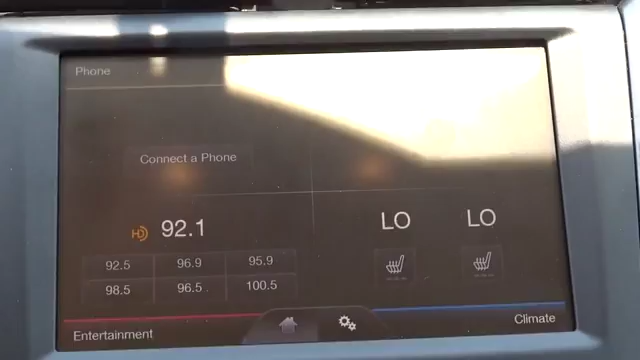 Phone
Connect a Phone
HD 92.1
LO LO
92.5 96.9 95.9
98.5 96.5 100.5
Entertainment
Climate